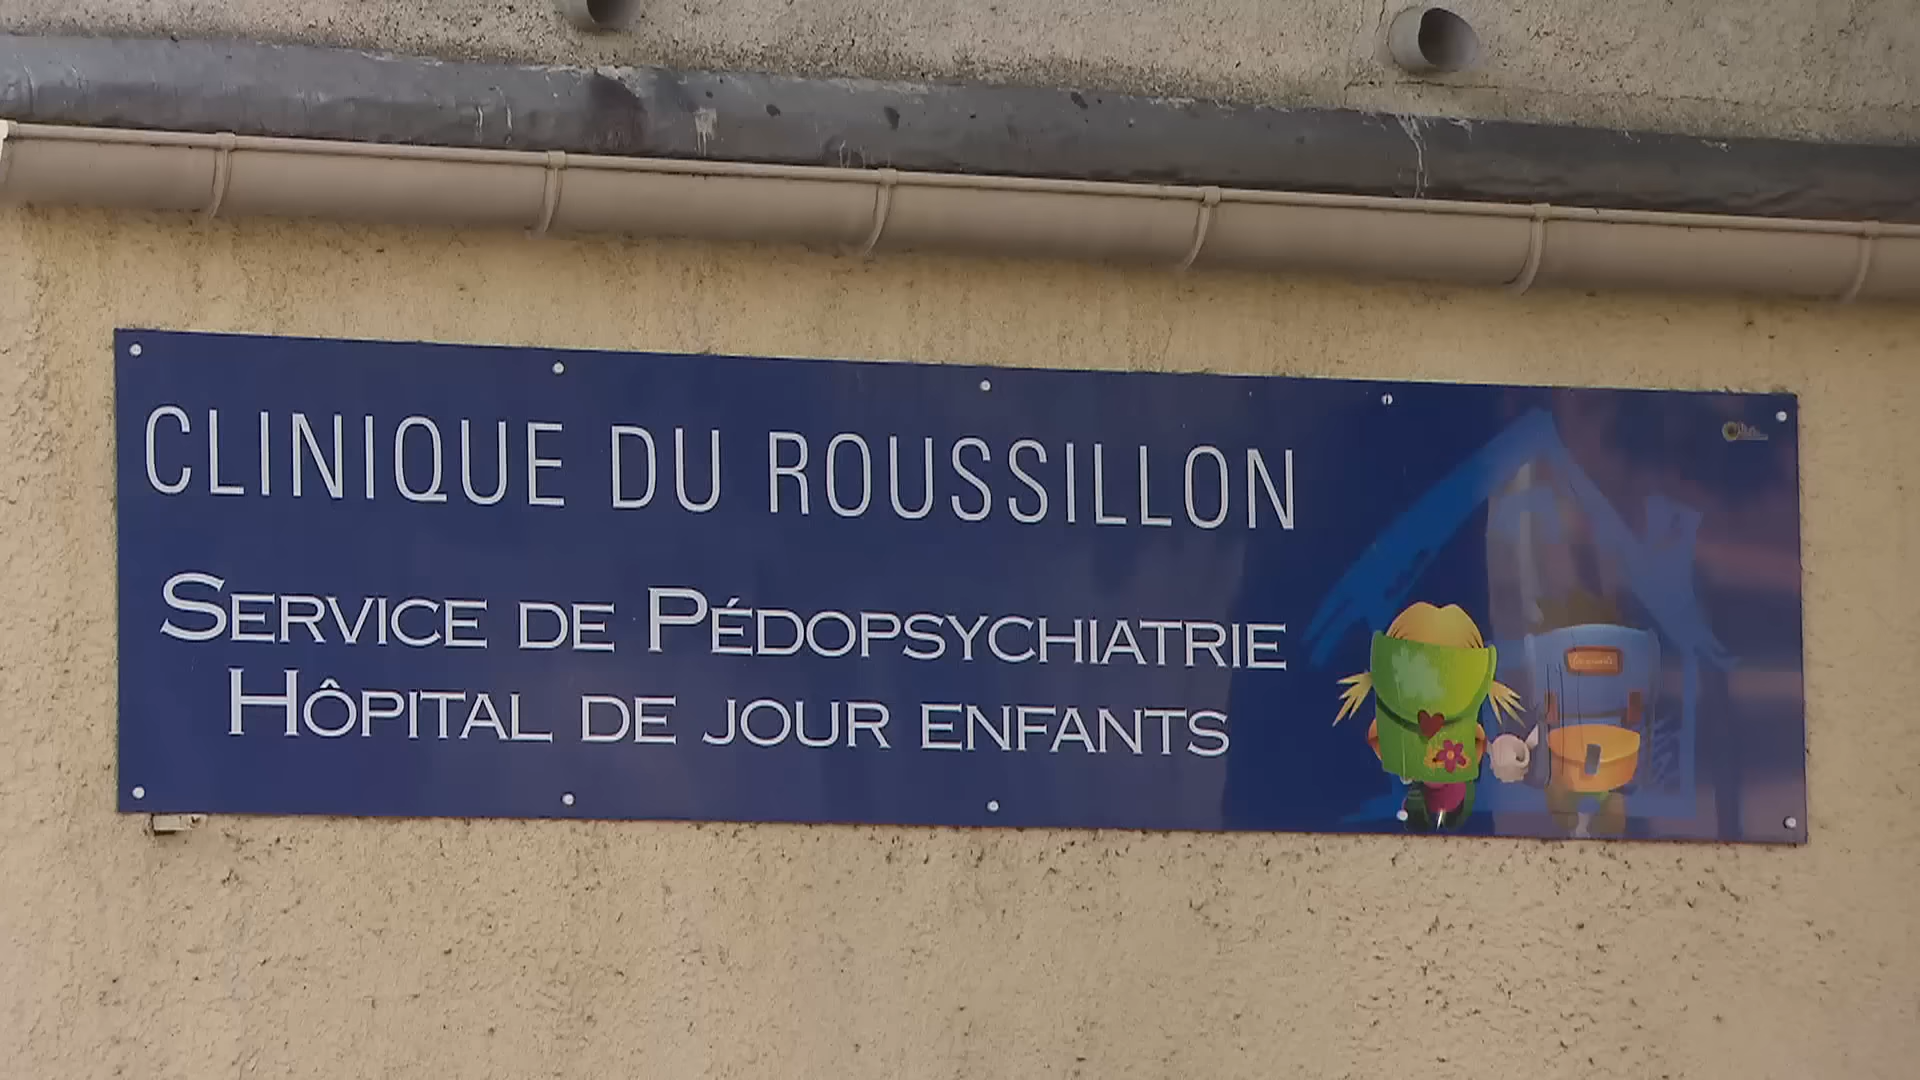 CLINIQUE DU ROUSSILLON
SERVICE DE PÉDOPSYCHIATRIE
HÔPITAL DE JOUR ENFANTS